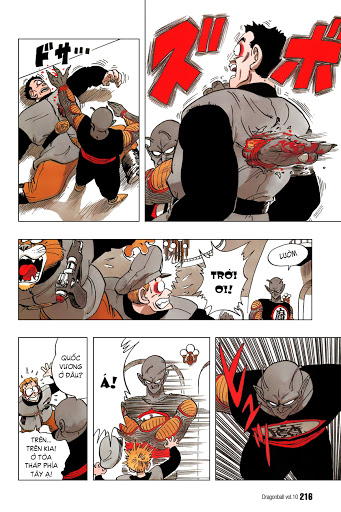 ズボ
ドサッ
LƯỜM
TRỜI
ƠI!
Á!
QUỐC
VƯƠNG
Ở ĐÂU?
TRÊN...
TRÊN KIA!
Ở TÒA
THÁP PHÍA
TÂY Ạ!
Dragonball vol.10 216